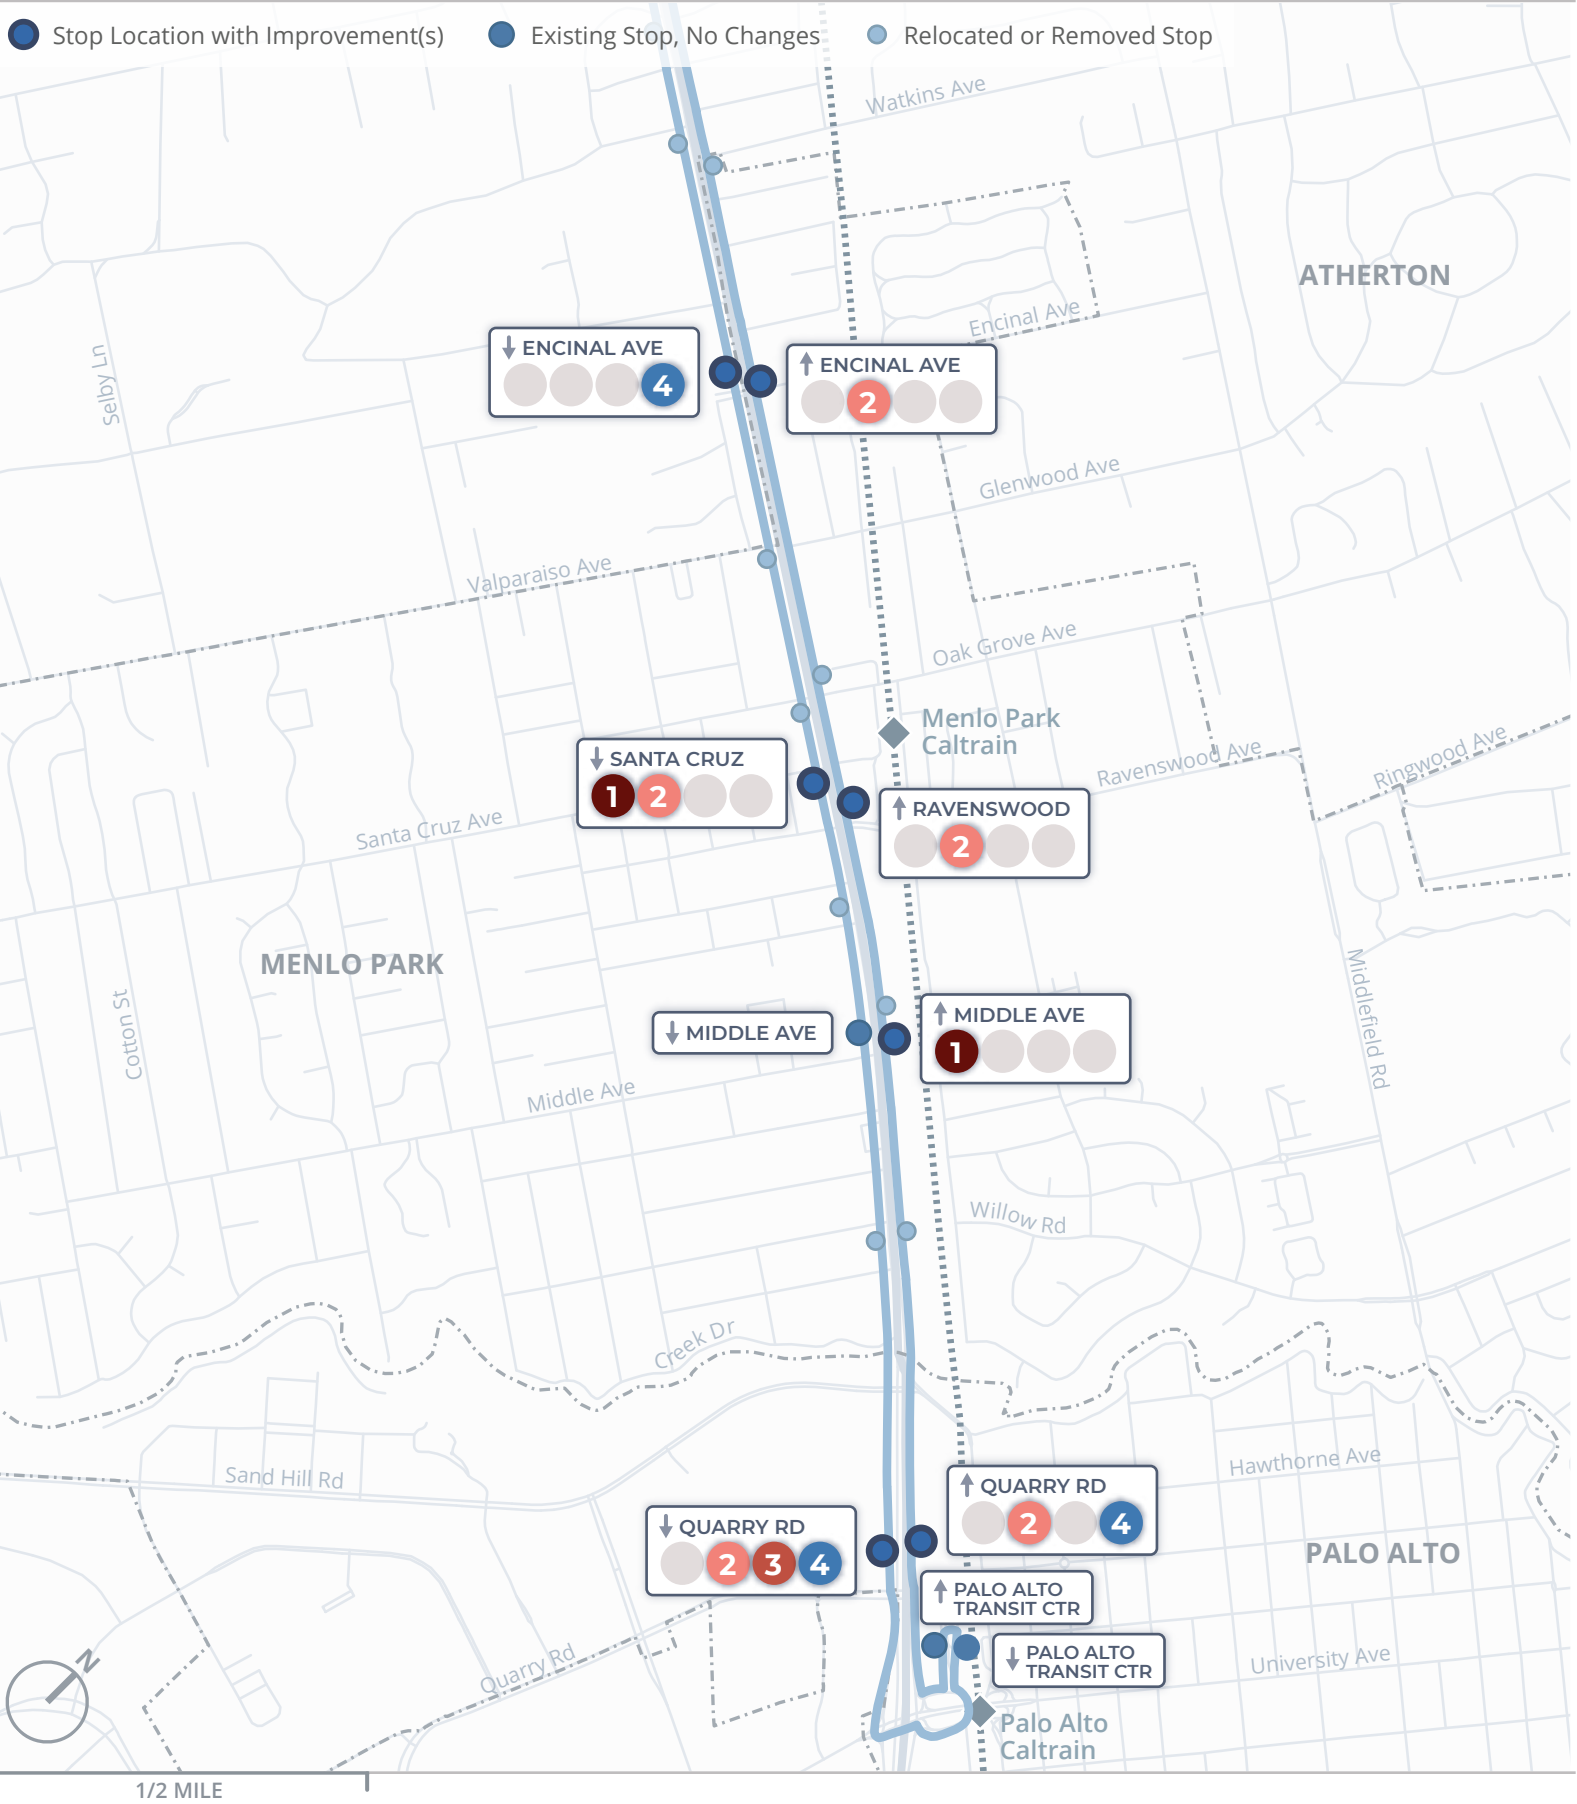 Stop Location with Improvement(s)
Existing Stop, No Changes
Relocated or Removed Stop
Watkins Ave
ATHERTON
Encinal Ave
↓ ENCINAL AVE
4
↑ ENCINAL AVE
2
Selby Ln
Glenwood Ave
Valparaiso Ave
Oak Grove Ave
Menlo Park
Caltrain
Ravenswood Ave
Ringwood Ave
↓ SANTA CRUZ
1 2
↑ RAVENSWOOD
2
Santa Cruz Ave
MENLO PARK
Middlefield Rd
Cotton St
↓ MIDDLE AVE
↑ MIDDLE AVE
1
Middle Ave
Willow Rd
Creek Dr
Sand Hill Rd
Hawthorne Ave
↑ QUARRY RD
2 4
↓ QUARRY RD
2 3 4
PALO ALTO
↑ PALO ALTO
TRANSIT CTR
↓ PALO ALTO
TRANSIT CTR
Quarry Rd
University Ave
N
Palo Alto
Caltrain
1/2 MILE